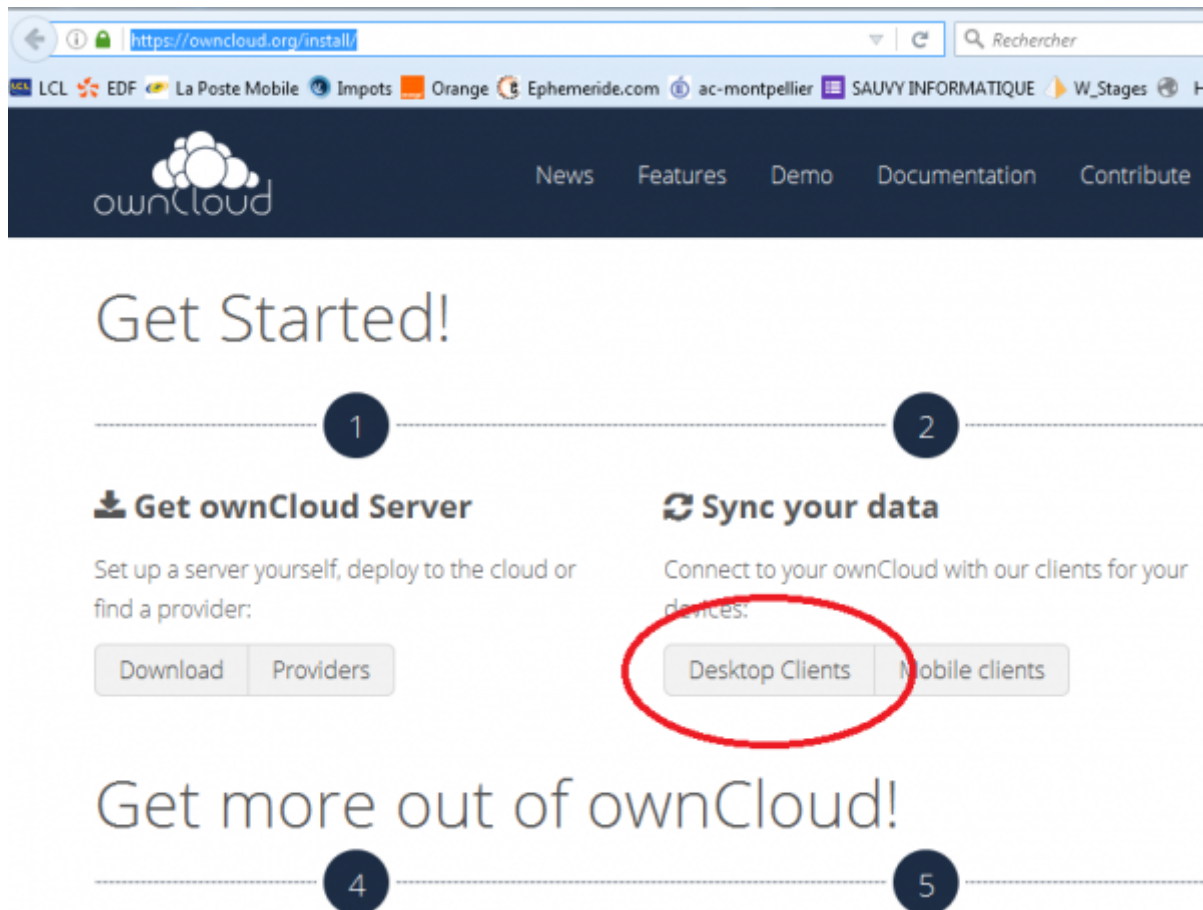 https://owncloud.org/install/
Rechercher
LCL EDF La Poste Mobile Impots Orange Ephemeride.com ac-montpellier SAUVY INFORMATIQUE W_Stages H
ownCloud
News Features Demo Documentation Contribute
Get Started!
1 2
Get ownCloud Server
Set up a server yourself, deploy to the cloud or
find a provider:
Download Providers
Sync your data
Connect to your ownCloud with our clients for your
devices:
Desktop Clients Mobile clients
Get more out of ownCloud!
4 5